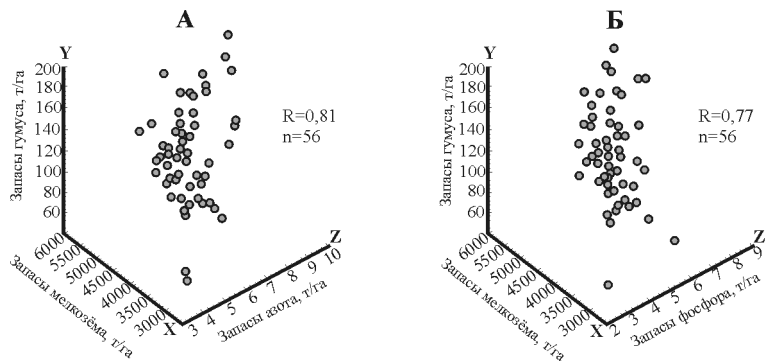 А
Y
Запасы гумуса, т/га
200
180
160
140
120
100
80
60
R=0,81
n=56
6000
5500
5000
4500
4000
3500
3000
Запасы мелкозёма, т/га
X
3
4
5
6
7
8
9
10
Z
Запасы азота, т/га
Б
Y
Запасы гумуса, т/га
200
180
160
140
120
100
80
60
R=0,77
n=56
6000
5500
5000
4500
4000
3500
3000
Запасы мелкозёма, т/га
X
2
3
4
5
6
7
8
9
Z
Запасы фосфора, т/га